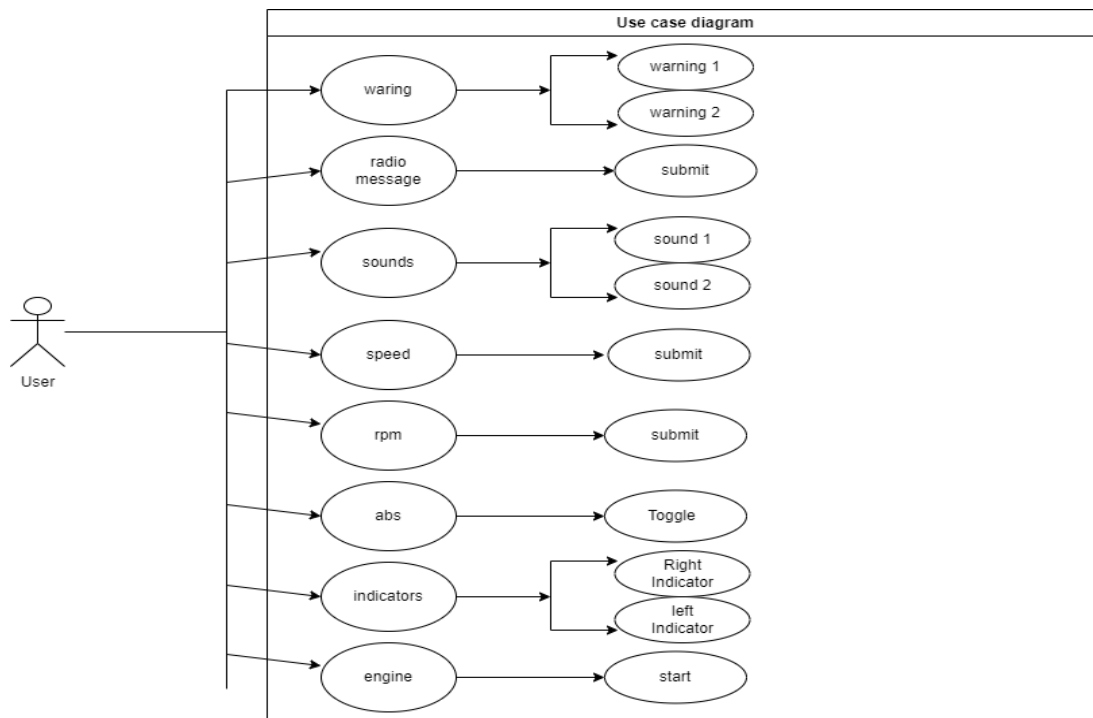 Use case diagram
waring
warning 1
warning 2
radio
message
submit
sounds
sound 1
sound 2
User
speed
submit
rpm
submit
abs
Toggle
indicators
Right
Indicator
left
Indicator
engine
start